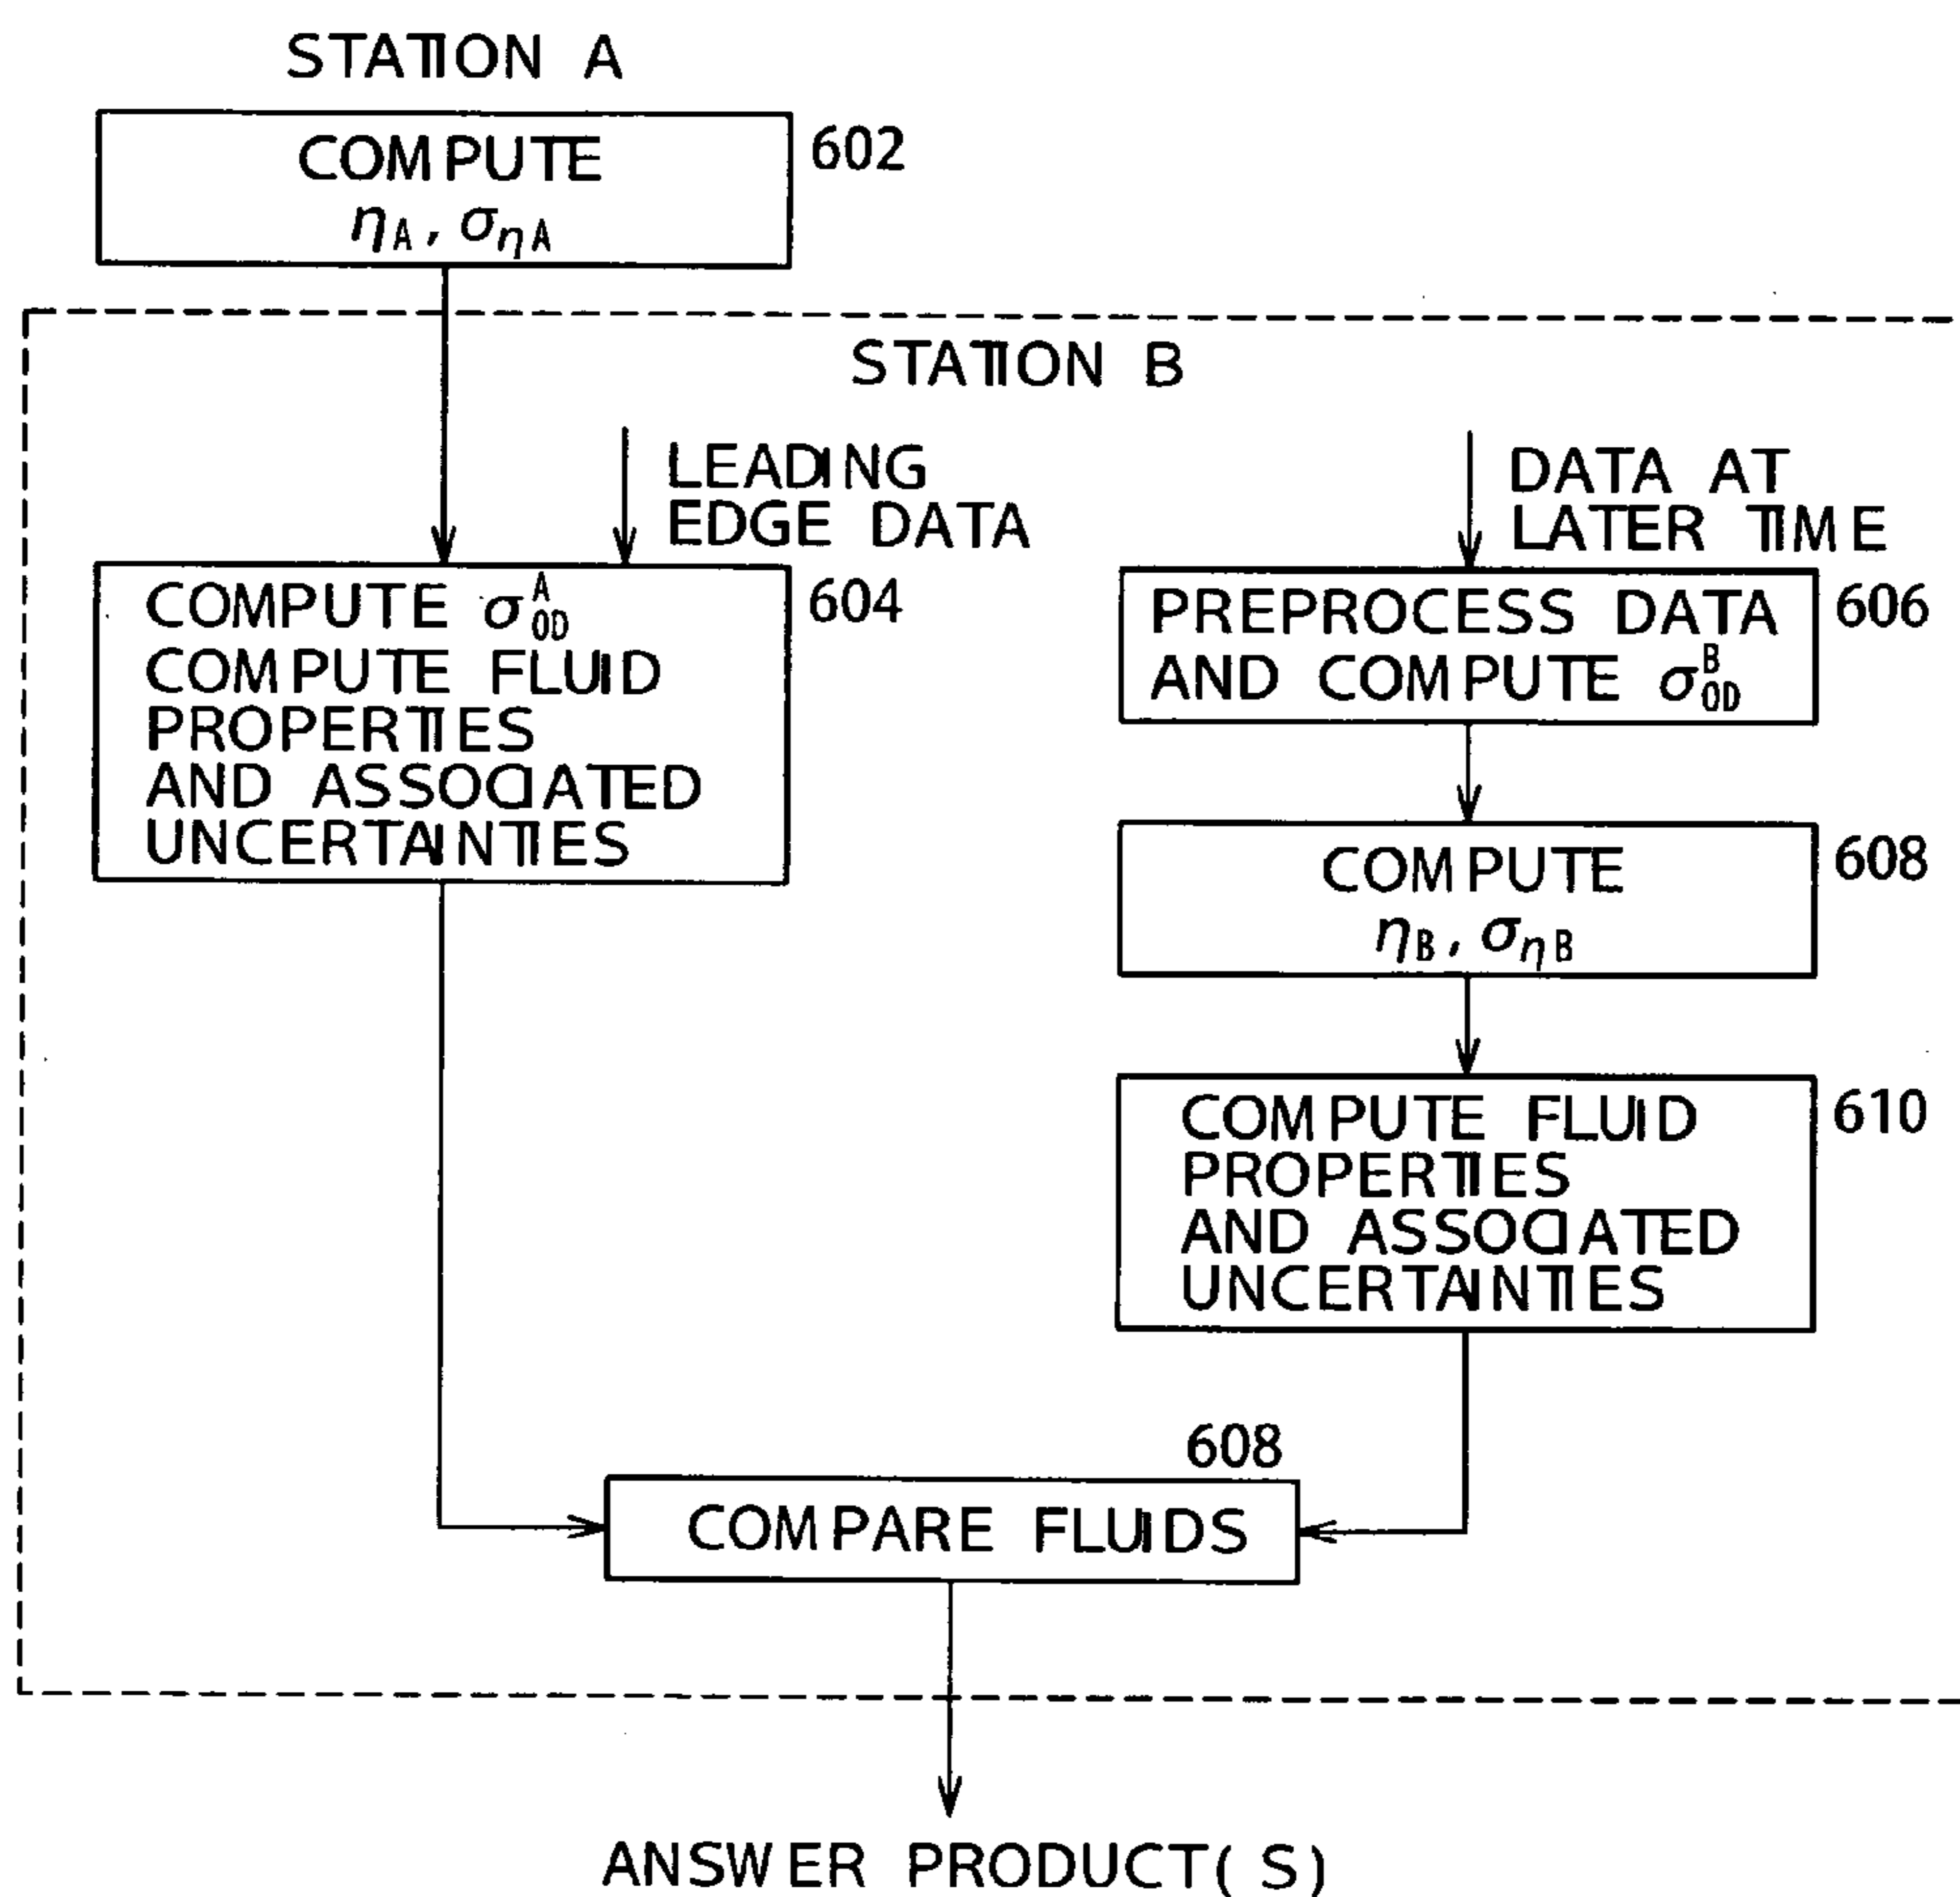 STATION A
COMPUTE
ηA, σηA
602
STATION B
LEADING
EDGE DATA
DATA AT
LATER TIME
COMPUTE σ^A_OD
COMPUTE FLUID
PROPERTIES
AND ASSOCIATED
UNCERTAINTIES
604
PREPROCESS DATA
AND COMPUTE σ^B_OD
606
COMPUTE
ηB, σηB
608
COMPUTE FLUID
PROPERTIES
AND ASSOCIATED
UNCERTAINTIES
610
608
COMPARE FLUIDS
ANSWER PRODUCT(S)